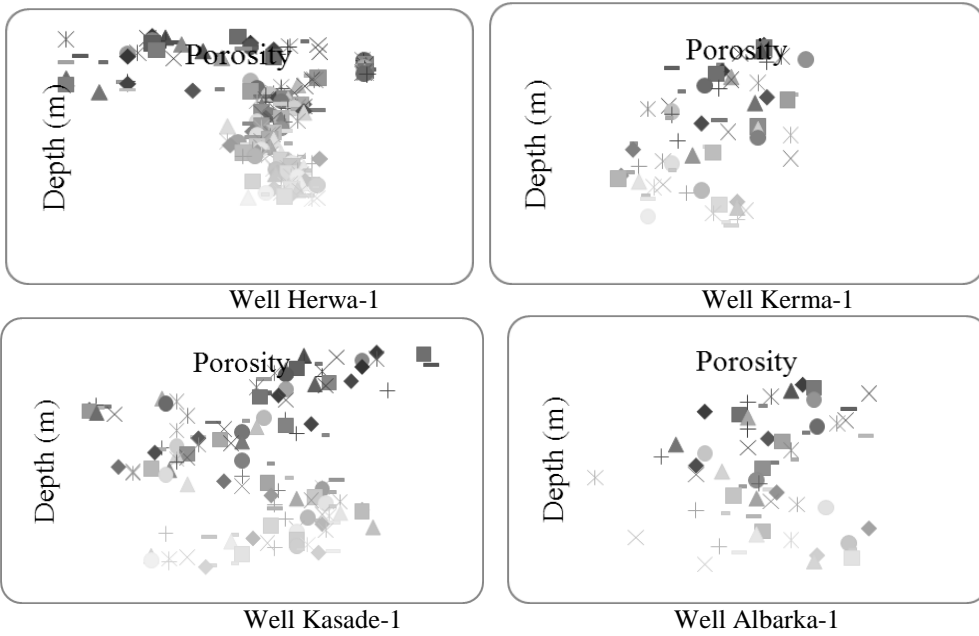 Porosity
Depth (m)
Well Herwa-1
Porosity
Depth (m)
Well Kerma-1
Porosity
Depth (m)
Well Kasade-1
Porosity
Depth (m)
Well Albarka-1